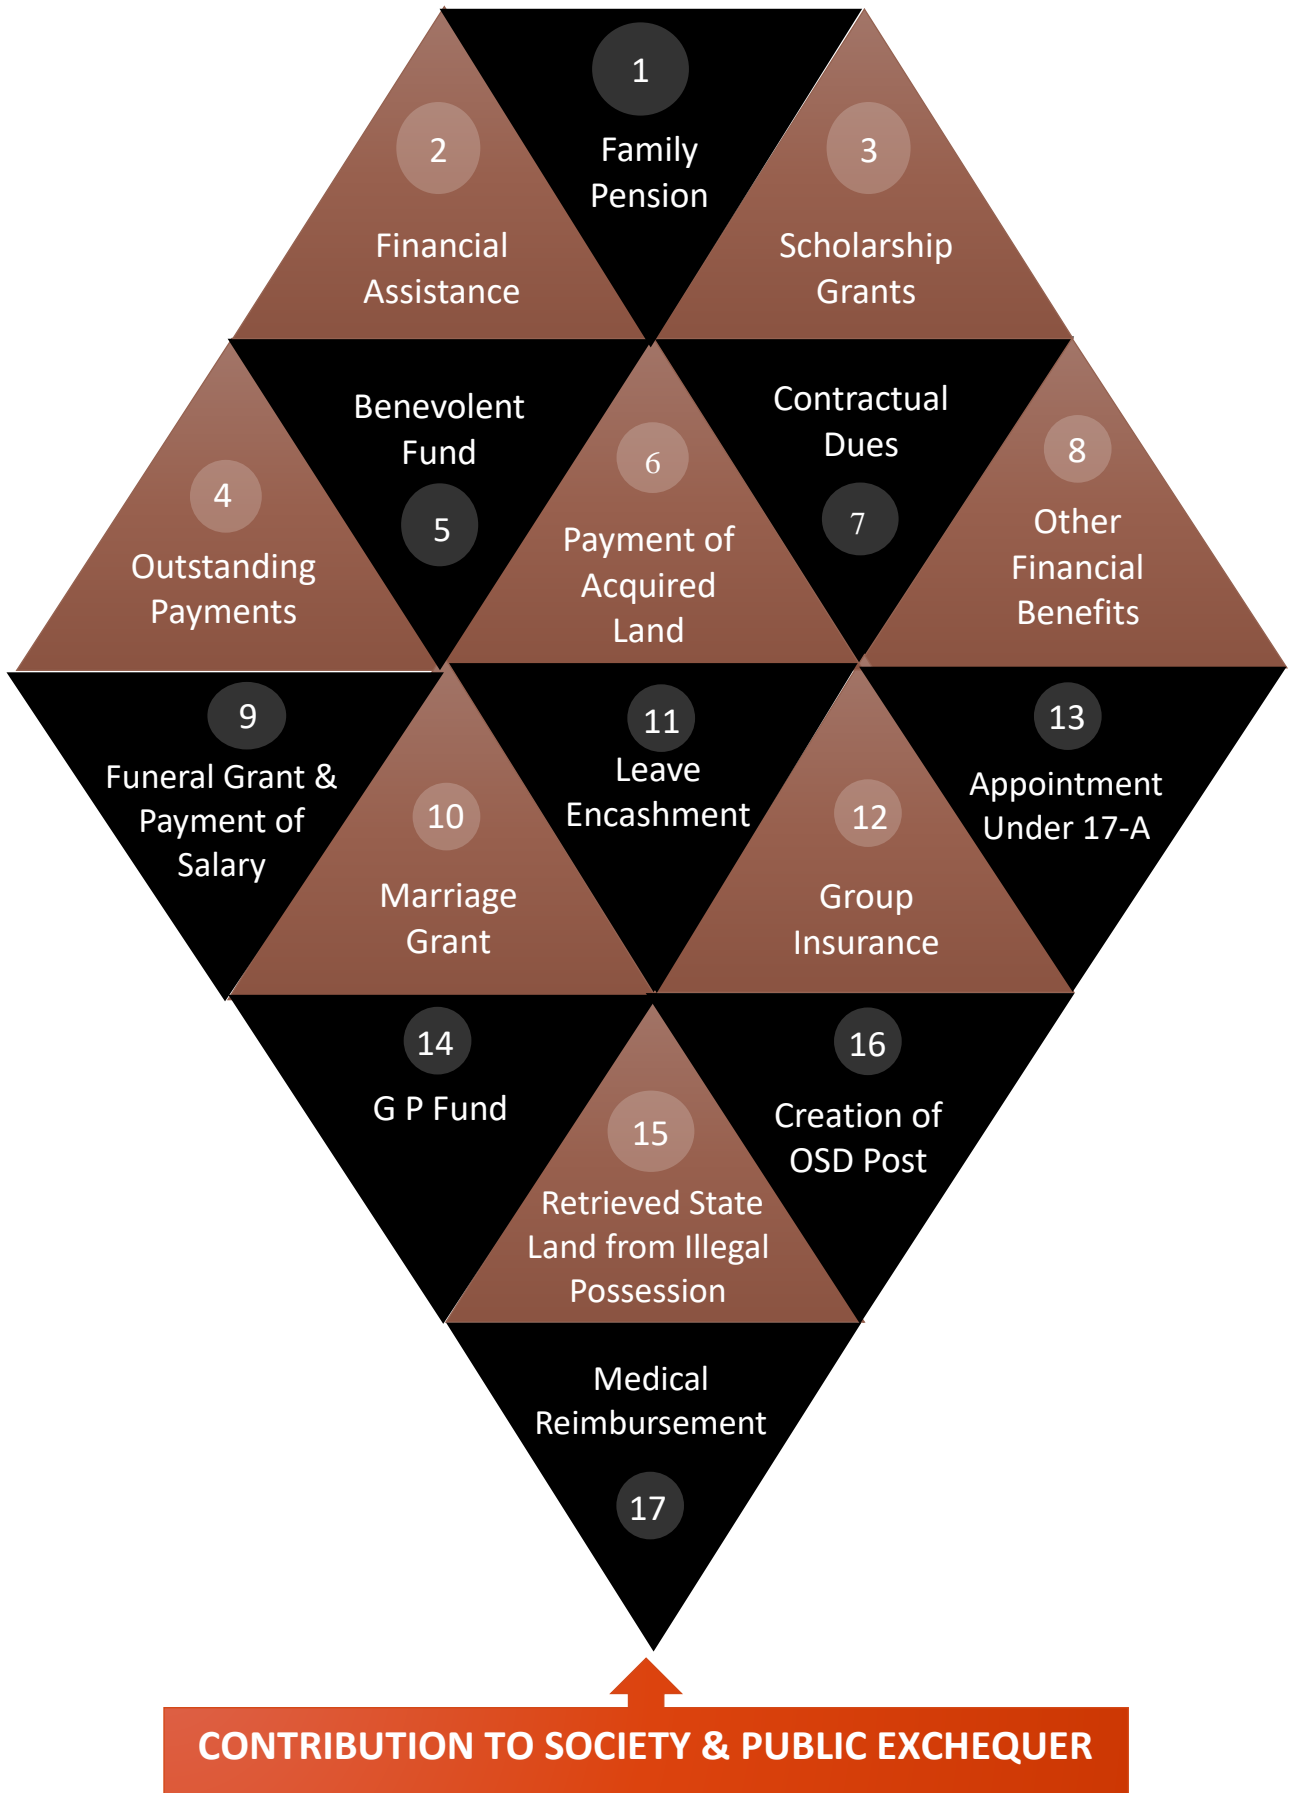 1
Family
Pension
2
Financial
Assistance
3
Scholarship
Grants
4
Outstanding
Payments
Benevolent
Fund
5
6
Payment of
Acquired
Land
Contractual
Dues
7
8
Other
Financial
Benefits
9
Funeral Grant &
Payment of
Salary
10
Marriage
Grant
11
Leave
Encashment
12
Group
Insurance
13
Appointment
Under 17-A
14
G P Fund
15
Retrieved State
Land from Illegal
Possession
16
Creation of
OSD Post
Medical
Reimbursement
17
CONTRIBUTION TO SOCIETY & PUBLIC EXCHEQUER